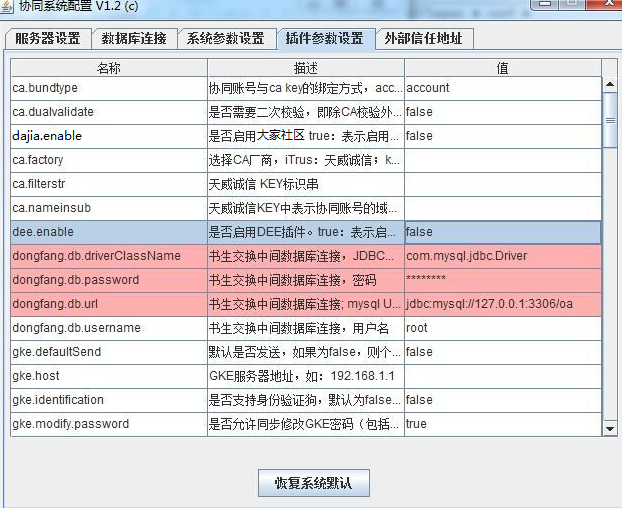 协同系统配置 V1.2 (c)
服务器设置 数据库连接 系统参数设置 插件参数设置 外部信任地址
名称 描述 值
ca.bundtype 协同账号与ca key的绑定方式，acc... account
ca.dualvalidate 是否需要二次校验，即除CA校验外... false
dajia.enable 是否启用大家社区 true：表示启用... false
ca.factory 选择CA厂商，iTrus：天威诚信；k...
ca.filterstr 天威诚信 KEY标识串
ca.nameinsub 天威诚信KEY中表示协同账号的域...
dee.enable 是否启用DEE插件。true：表示启... false
dongfang.db.driverClassName 书生交换中间数据库连接，JDBC... com.mysql.jdbc.Driver
dongfang.db.password 书生交换中间数据库连接，密码 ********
dongfang.db.url 书生交换中间数据库连接; mysql U... jdbc:mysql://127.0.0.1:3306/oa
dongfang.db.username 书生交换中间数据库连接，用户名 root
gke.defaultSend 默认是否发送，如果为false，则个... false
gke.host GKE服务器地址，如：192.168.1.1
gke.identification 是否支持身份验证狗，默认为false... false
gke.modify.password 是否允许同步修改GKE密码（包括... true
恢复系统默认